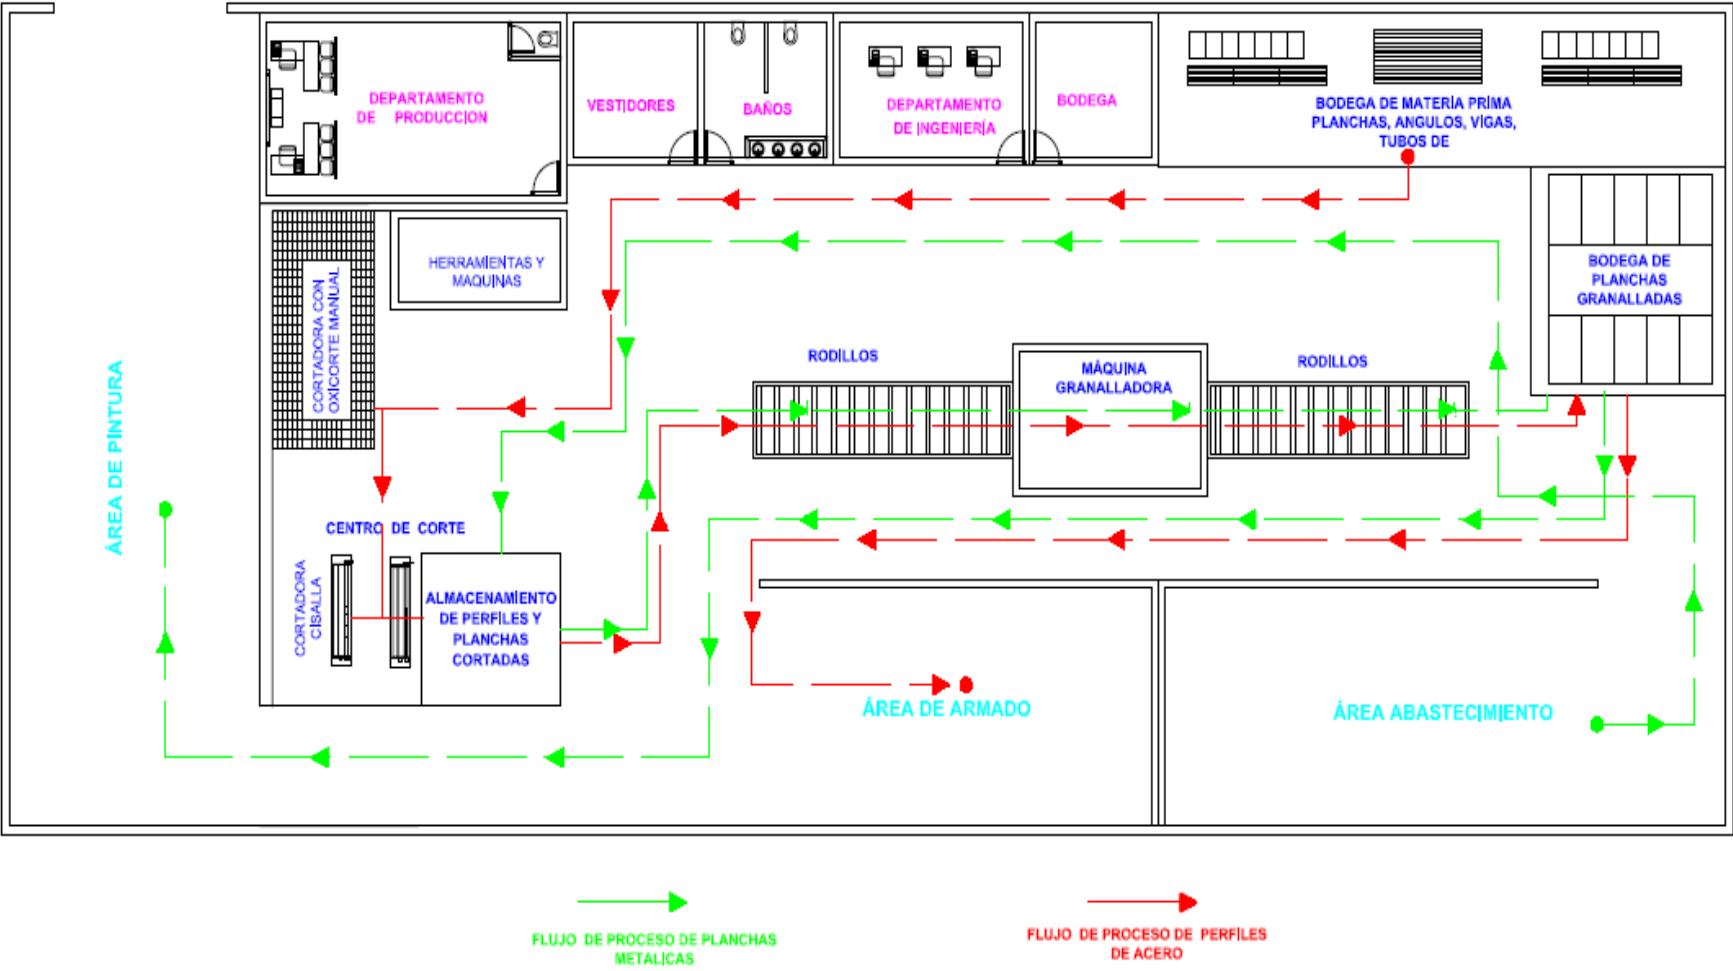 DEPARTAMENTO
DE PRODUCCION
VESTIDORES
BAÑOS
DEPARTAMENTO
DE INGENIERÍA
BODEGA
BODEGA DE MATERÍA PRIMA
PLANCHAS, ANGULOS, VIGAS,
TUBOS DE
HERRAMIENTAS Y
MAQUINAS
CORTADORA CON
OXICORTE MANUAL
BODEGA DE
PLANCHAS
GRANALLADAS
RODILLOS
MÁQUINA
GRANALLADORA
RODILLOS
ÁREA DE PINTURA
CENTRO DE CORTE
CORTADORA
CISALLA
ALMACENAMIENTO
DE PERFILES Y
PLANCHAS
CORTADAS
ÁREA DE ARMADO
ÁREA ABASTECIMIENTO
FLUJO DE PROCESO DE PLANCHAS
METALICAS
FLUJO DE PROCESO DE PERFILES
DE ACERO